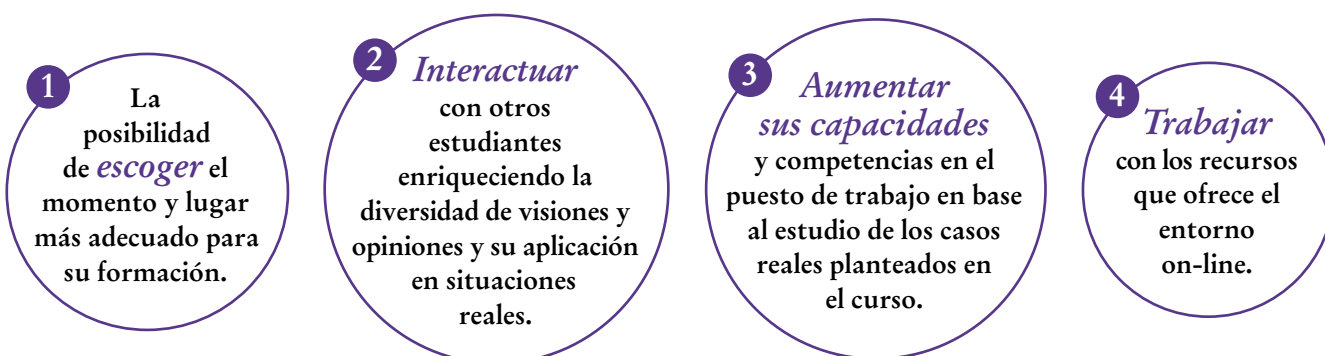 1
La
posibilidad
de escoger el
momento y lugar
más adecuado para
su formación.
2
Interactuar
con otros
estudiantes
enriqueciendo la
diversidad de visiones y
opiniones y su aplicación
en situaciones
reales.
3
Aumentar
sus capacidades
y competencias en el
puesto de trabajo en base
al estudio de los casos
reales planteados en
el curso.
4
Trabajar
con los recursos
que ofrece el
entorno
on-line.